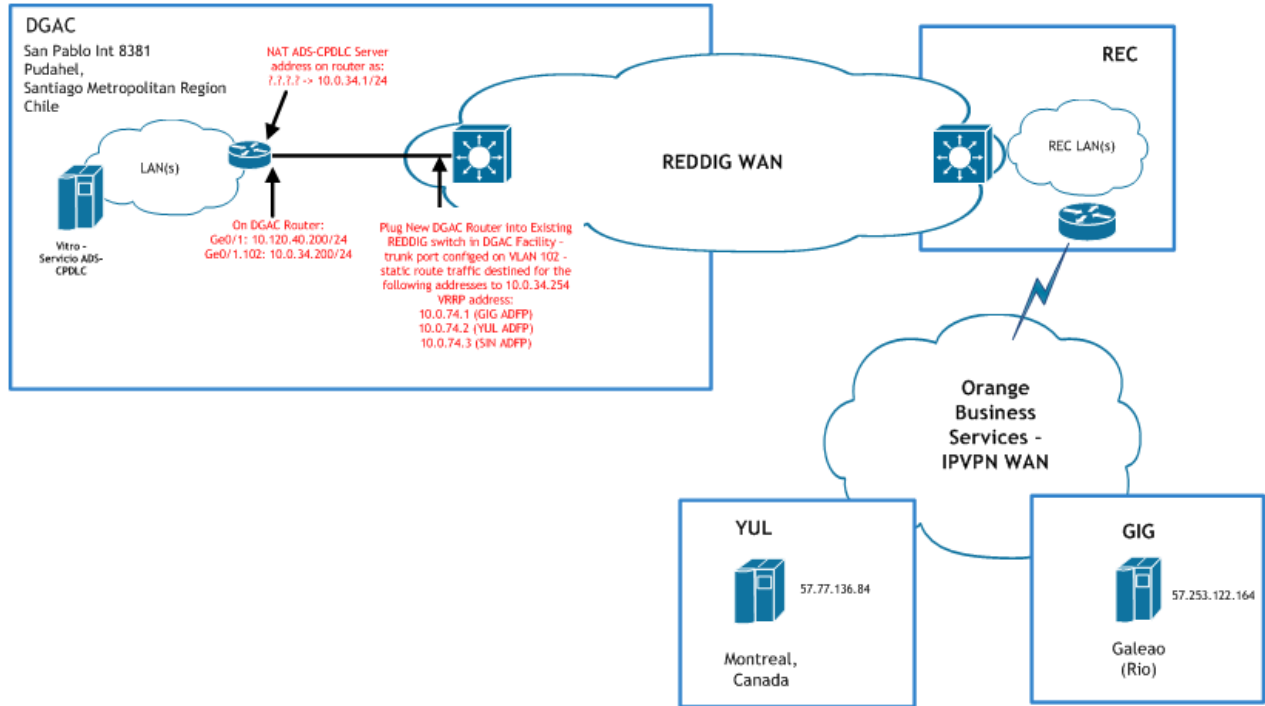 DGAC
San Pablo Int 8381
Pudahel,
Santiago Metropolitan Region
Chile
NAT ADS-CPDLC Server
address on router as:
?.?.?.? -> 10.0.34.1/24
LAN(s)
Vitro -
Servicio ADS-
CPDLC
On DGAC Router:
Ge0/1: 10.120.40.200/24
Ge0/1.102: 10.0.34.200/24
Plug New DGAC Router Into Existing
REDDIG switch in DGAC Facility -
trunk port configed on VLAN 102 -
static route traffic destined for the
following addresses to 10.0.34.254
VRRP address:
10.0.74.1 (GIG ADFP)
10.0.74.2 (YUL ADFP)
10.0.74.3 (SIN ADFP)
REDDIG WAN
REC
REC LAN(s)
Orange
Business
Services -
IPVPN WAN
YUL
57.77.136.84
Montreal,
Canada
GIG
57.253.122.164
Galeao
(Rio)